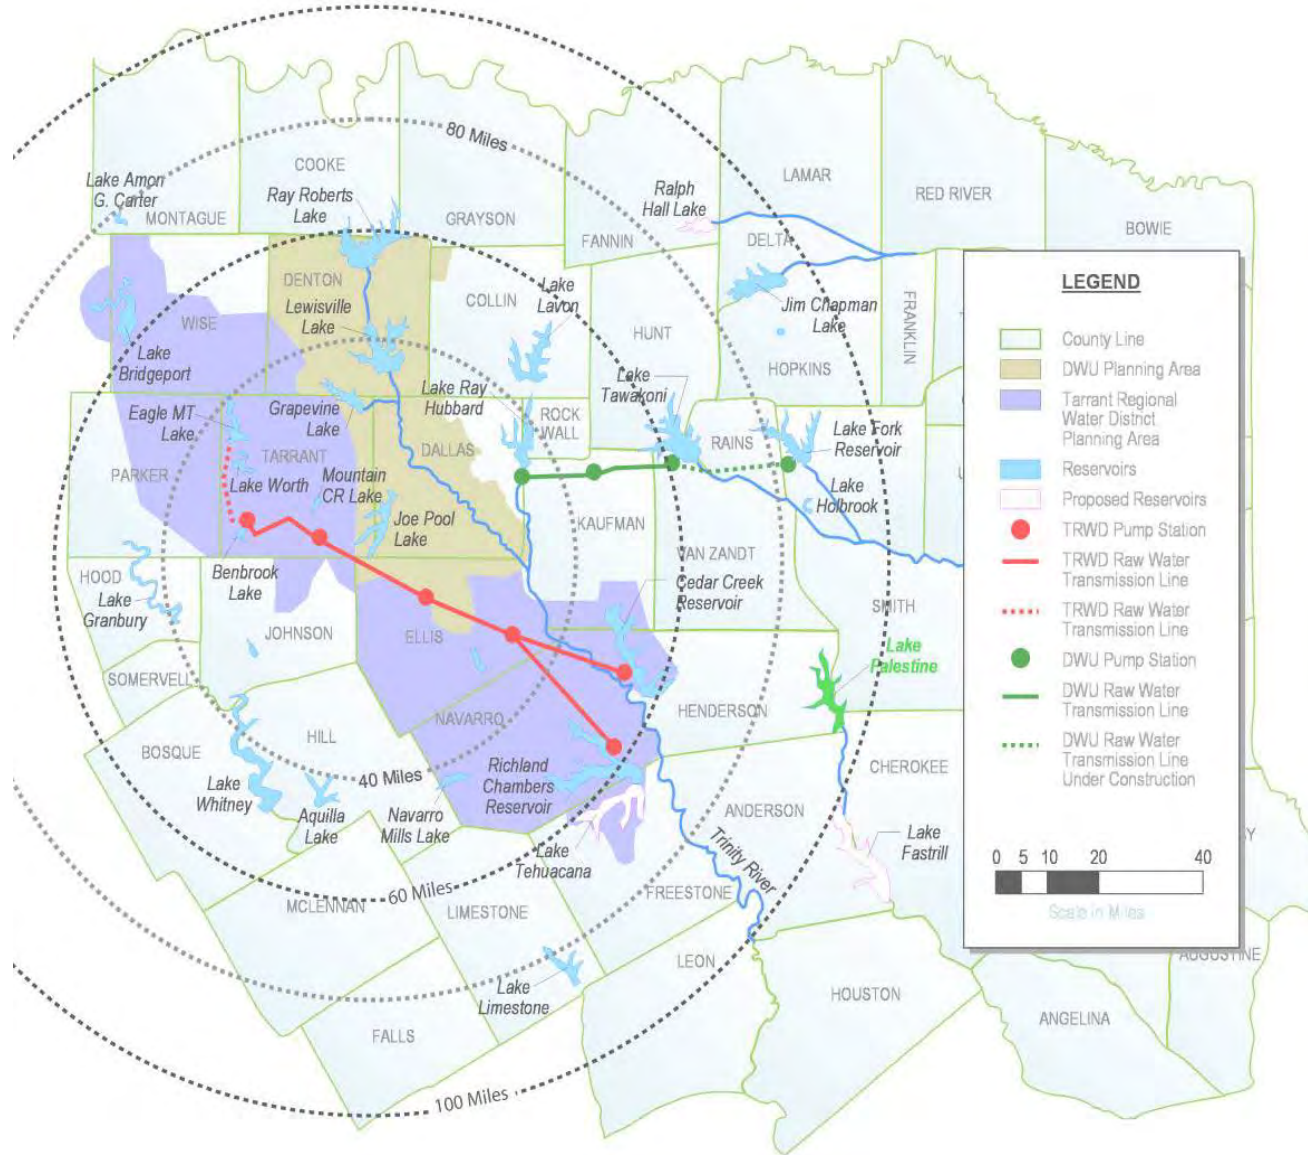 80 Miles
COOKE
LAMAR
RED RIVER
BOWIE
Lake Amon
G. Carter
MONTAGUE
Ray Roberts
Lake
GRAYSON
Ralph
Hall Lake
FANNIN
DELTA
DENTON
COLLIN
Lake
Lavon
Jim Chapman
Lake
FRANKLIN
WISE
Lewisville
Lake
HUNT
HOPKINS
Lake
Bridgeport
Lake Ray
Hubbard
Lake
Tawakoni
Eagle MT
Lake
Grapevine
Lake
ROCK
WALL
RAINS
Lake Fork
Reservoir
PARKER
TARRANT
DALLAS
Lake Worth
Mountain
CR Lake
Lake
Holbrook
Joe Pool
Lake
KAUFMAN
VAN ZANDT
HOOD
Lake
Granbury
Benbrook
Lake
Cedar Creek
Reservoir
SMITH
JOHNSON
ELLIS
Lake
Palestine
SOMERVELL
NAVARRO
HENDERSON
BOSQUE
HILL
40 Miles
Richland
Chambers
Reservoir
CHEROKEE
Lake
Whitney
Aquilla
Lake
Navarro
Mills Lake
ANDERSON
Lake
Tehuacana
Trinity River
Lake
Fastrill
60 Miles
MCLENNAN
LIMESTONE
FREESTONE
LEON
Lake
Limestone
HOUSTON
AUGUSTINE
FALLS
ANGELINA
100 Miles
LEGEND
County Line
DWU Planning Area
Tarrant Regional
Water District
Planning Area
Reservoirs
Proposed Reservoirs
TRWD Pump Station
TRWD Raw Water
Transmission Line
TRWD Raw Water
Transmission Line
DWU Pump Station
DWU Raw Water
Transmission Line
DWU Raw Water
Transmission Line
Under Construction
0 5 10 20 40
Scale in Miles